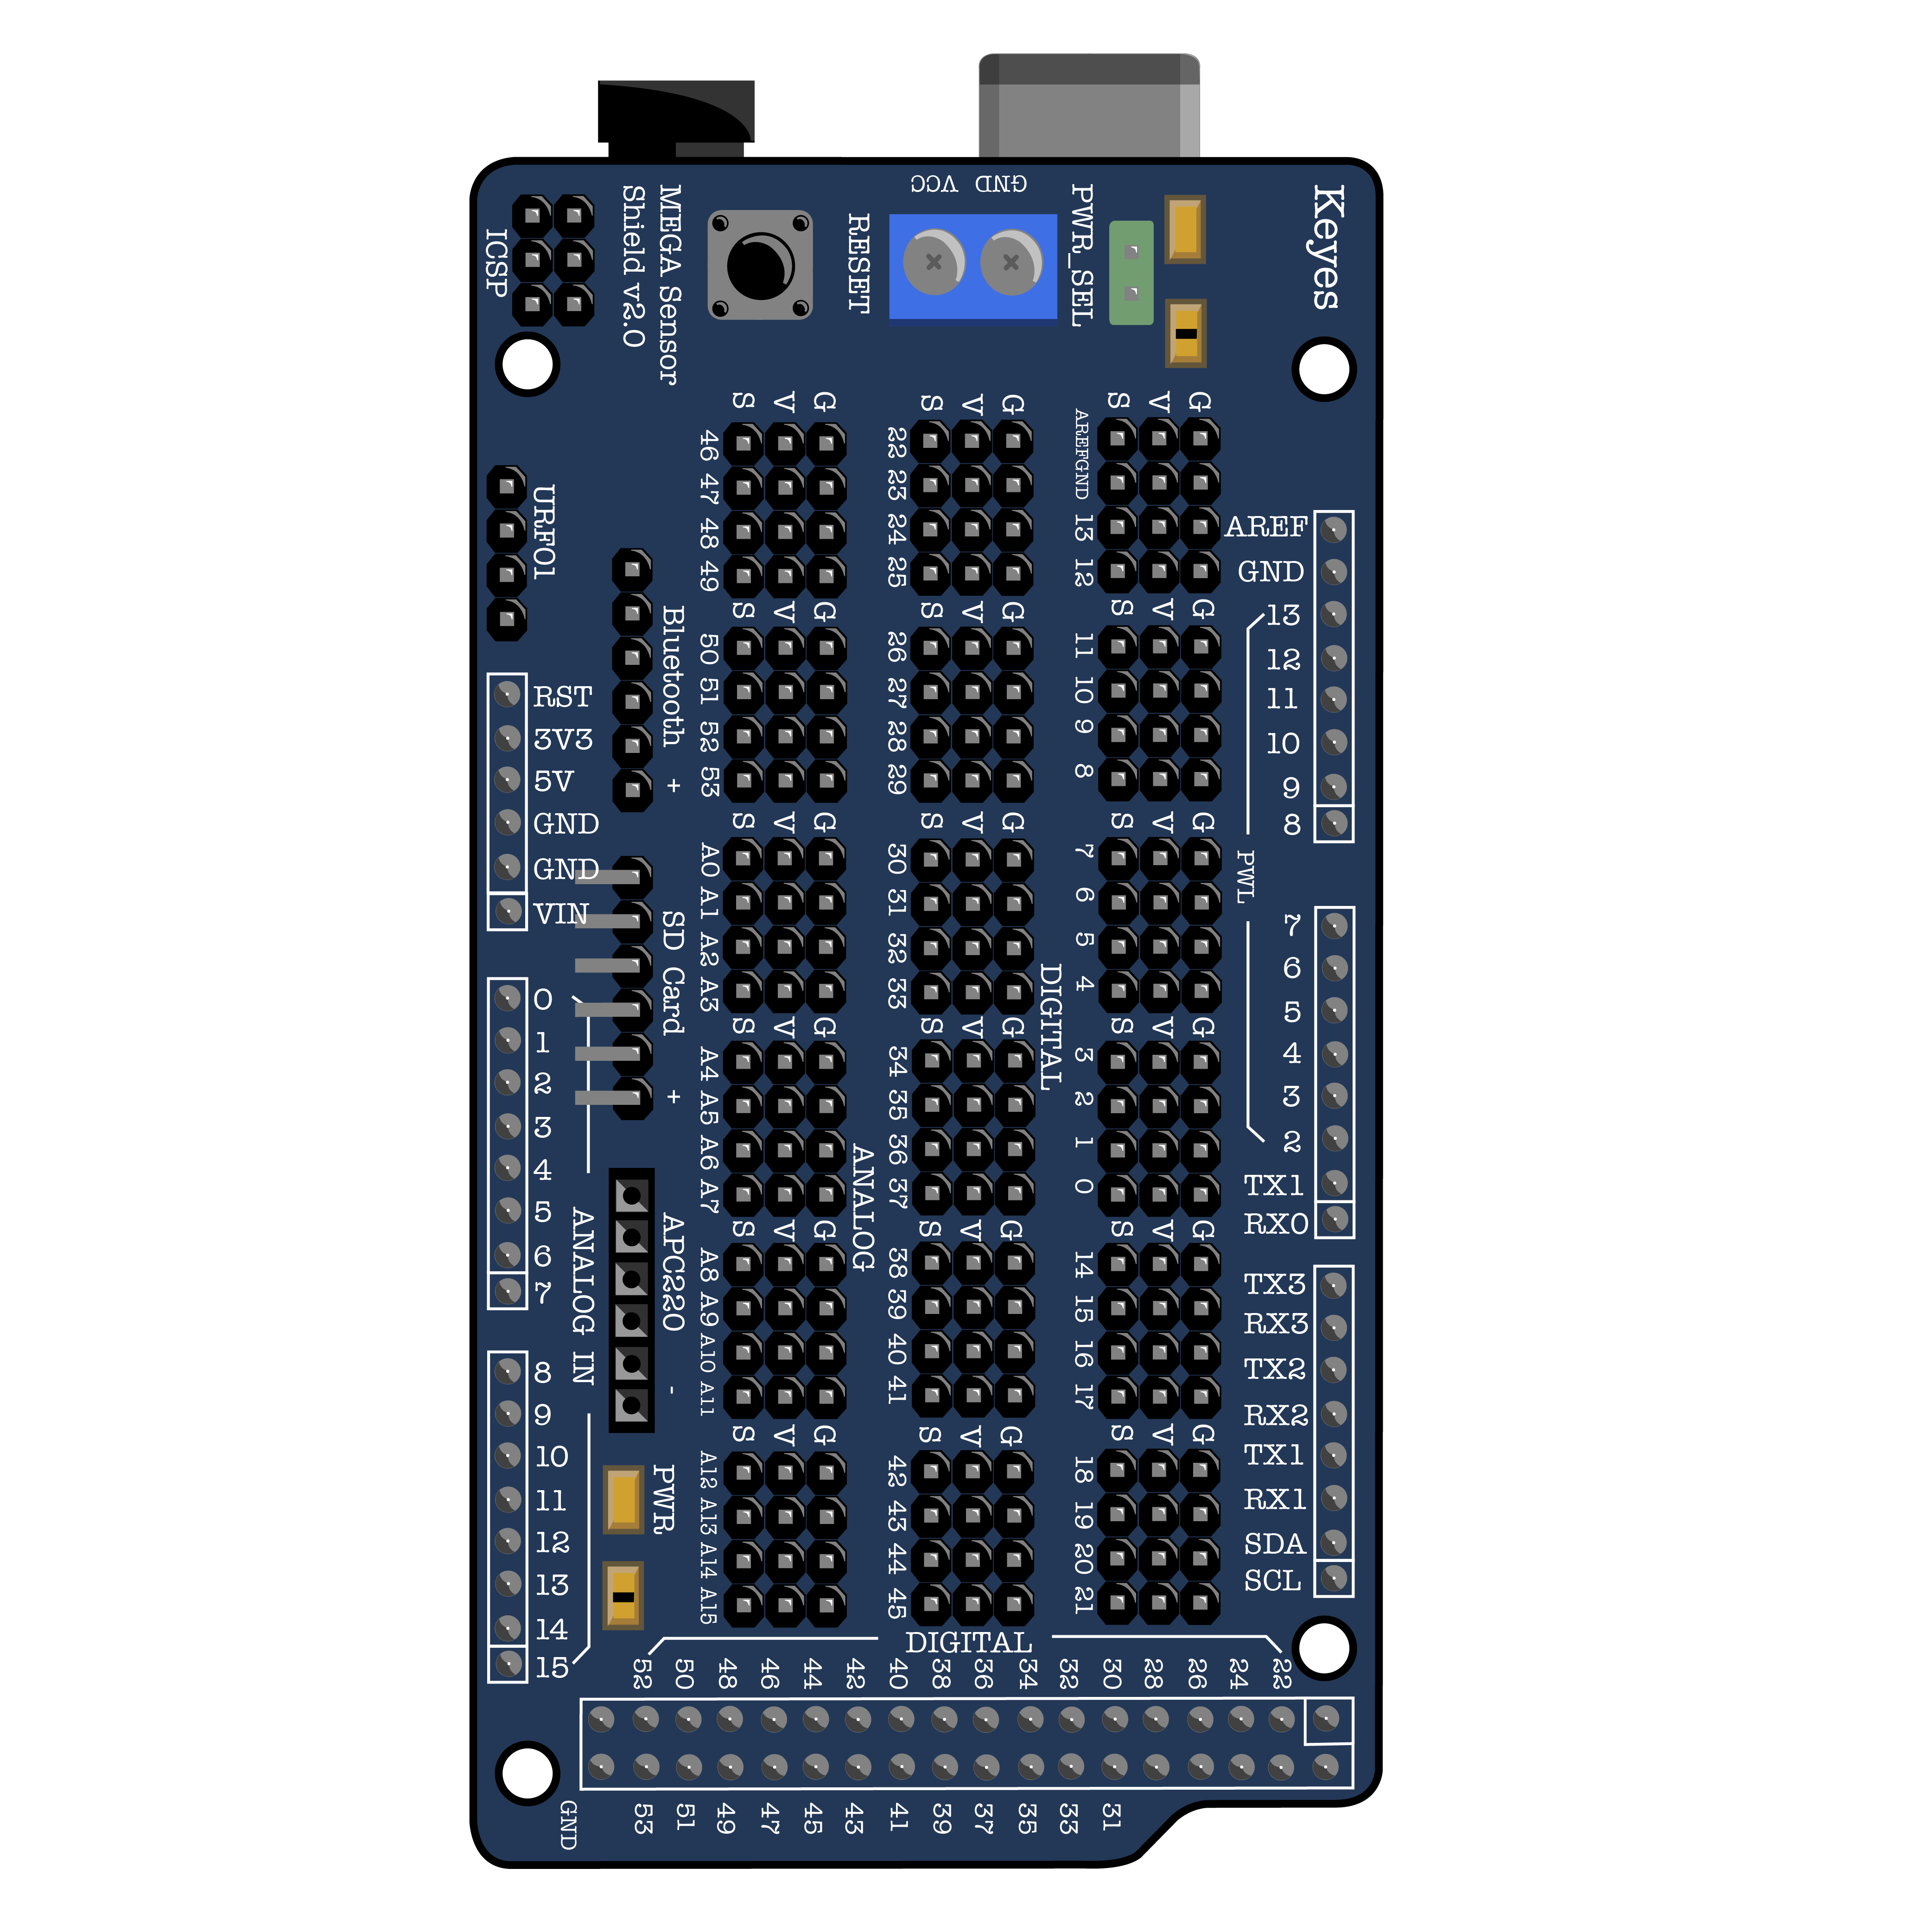 GND VCC
Keyes
PWR_SEL
RESET
MEGA Sensor
Shield v2.0
ICSP
URF01
Bluetooth +
SD Card +
APC220 -
PWR
RST
3V3
5V
GND
GND
VIN
0
1
2
3
4
5
6
7
ANALOG IN
8
9
10
11
12
13
14
15
S V G
46
47
48
49
S V G
50
51
52
53
S V G
A0
A1
A2
A3
S V G
A4
A5
A6
A7
S V G
A8
A9
A10
A11
S V G
A12
A13
A14
A15
ANALOG
S V G
22
23
24
25
S V G
26
27
28
29
S V G
30
31
32
33
S V G
34
35
36
37
S V G
38
39
40
41
S V G
42
43
44
45
DIGITAL
S V G
AREF
GND
13
12
S V G
11
10
9
8
S V G
7
6
5
4
S V G
3
2
1
0
S V G
14
15
16
17
S V G
18
19
20
21
AREF
GND
13
12
11
10
9
8
PWL
7
6
5
4
3
2
TX1
RX0
TX3
RX3
TX2
RX2
TX1
RX1
SDA
SCL
DIGITAL
52 50 48 46 44 42 40 38 36 34 32 30 28 26 24 22
GND 53 51 49 47 45 43 41 39 37 35 33 31